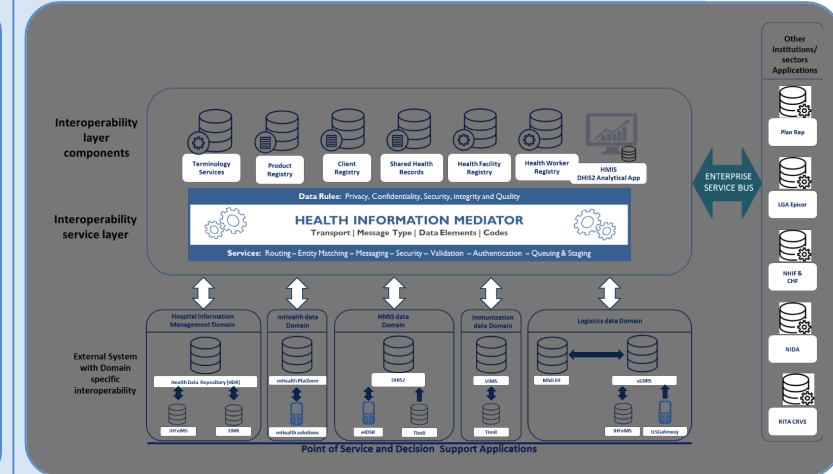 Other
Institutions/
sectors
Applications
Interoperability
layer
components
Terminology
Services
Product
Registry
Client
Registry
Shared Health
Records
Health Facility
Registry
Health Worker
Registry
HMIS
DHIS2 Analytical App
Plan Rep
ENTERPRISE
SERVICE BUS
LGA Epicor
Interoperability
service layer
Data Rules: Privacy, Confidentiality, Security, integrity and Quality
HEALTH INFORMATION MEDIATOR
Transport | Message Type | Data Elements | Codes
Services: Routing – Entity Matching – Messaging – Security – Validation – Authentication – Queuing & Staging
NHIF &
CHF
NIDA
RITA CRVS
External System
with Domain
specific
interoperability
Hospital Information
Management Domain
Health Data Repository (HDR)
iHFeMS
EMR
mHealth data
Domain
mHealth Platform
mHealth solutions
HMIS data
Domain
DHIS2
eIDSR
TImR
Immunization
data Domain
VIMS
TImR
Logistics data Domain
MSD E9
eLMIS
iHFeMS
ILSGateway
Point of Service and Decision Support Applications